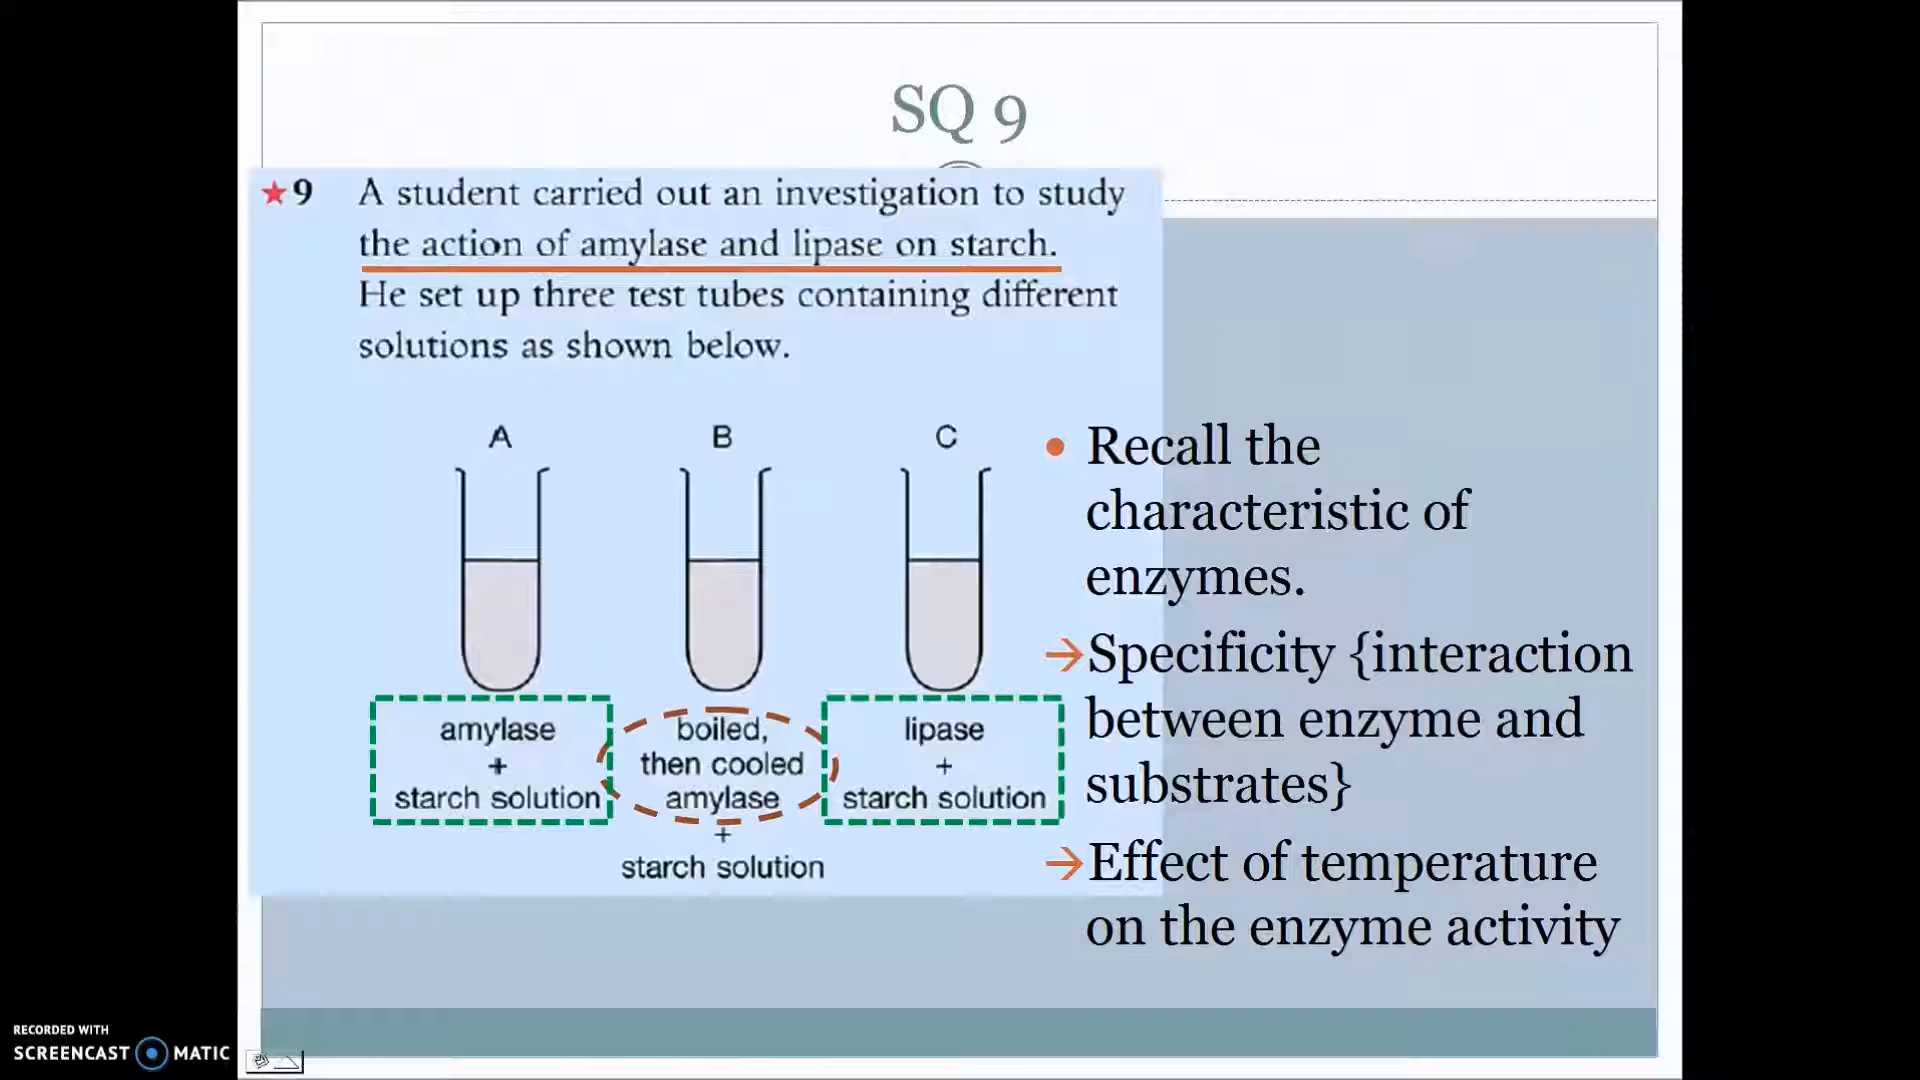 SQ 9
★9 A student carried out an investigation to study
the action of amylase and lipase on starch.
He set up three test tubes containing different
solutions as shown below.
A B C
amylase
+
starch solution
boiled,
then cooled
amylase
+
starch solution
lipase
+
starch solution
• Recall the
characteristic of
enzymes.
→Specificity {interaction
between enzyme and
substrates}
→Effect of temperature
on the enzyme activity
RECORDED WITH
SCREENCAST MATIC